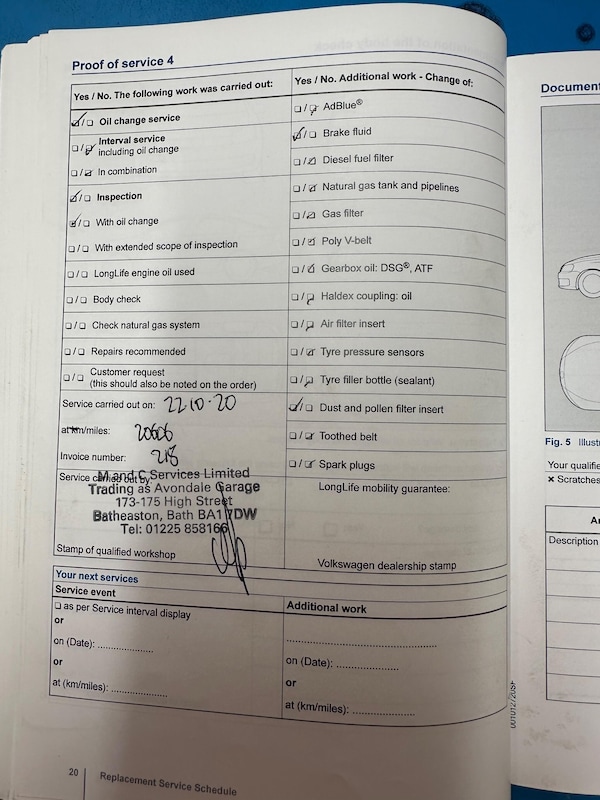 Proof of service 4
Yes / No. The following work was carried out:
☑/☐ Oil change service
☐/☑ Interval service
including oil change
☐/☑ In combination
☑/☐ Inspection
☑/☐ With oil change
☐/☐ With extended scope of inspection
☐/☐ LongLife engine oil used
☐/☐ Body check
☐/☐ Check natural gas system
☐/☐ Repairs recommended
☐/☐ Customer request
(this should also be noted on the order)
Service carried out on: 22·10·20
at km/miles: 20606
Invoice number: 218
Service carried out by:
M and C Services Limited
Trading as Avondale Garage
173-175 High Street
Batheaston, Bath BA1 7DW
Tel: 01225 858166
Stamp of qualified workshop
Yes / No. Additional work - Change of:
☐/☑ AdBlue®
☑/☐ Brake fluid
☐/☑ Diesel fuel filter
☐/☑ Natural gas tank and pipelines
☐/☑ Gas filter
☐/☑ Poly V-belt
☐/☑ Gearbox oil: DSG®, ATF
☐/☑ Haldex coupling: oil
☐/☑ Air filter insert
☐/☑ Tyre pressure sensors
☐/☑ Tyre filler bottle (sealant)
☑/☐ Dust and pollen filter insert
☐/☑ Toothed belt
☐/☑ Spark plugs
LongLife mobility guarantee:
Volkswagen dealership stamp
Your next services
Service event
☐ as per Service interval display
or
on (Date): ..................
or
at (km/miles): ..................
Additional work
..................................................
on (Date): ....................
or
at (km/miles): ....................
20
Replacement Service Schedule
Document
Fig. 5 Illustr
Your qualifie
× Scratches
Description